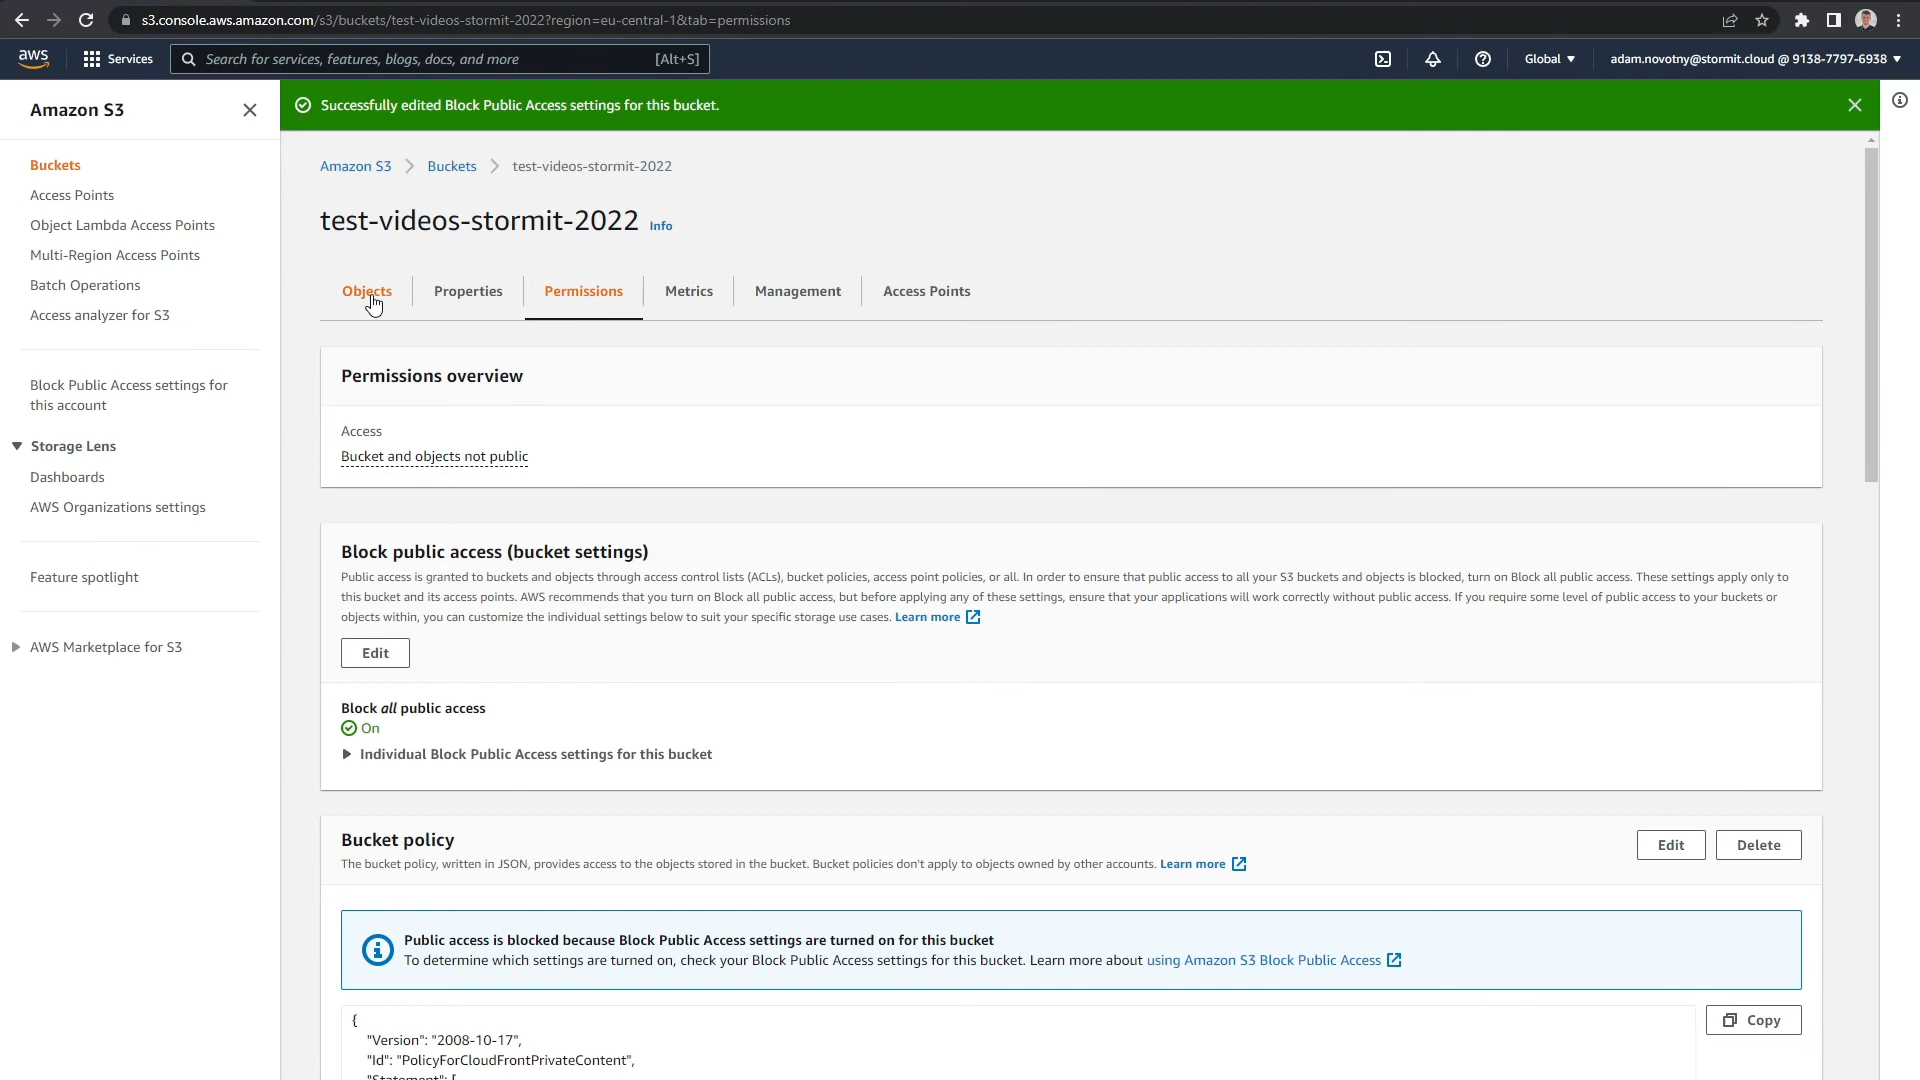 s3.console.aws.amazon.com/s3/buckets/test-videos-stormit-2022?region=eu-central-1&tab=permissions
aws Services Search for services, features, blogs, docs, and more [Alt+S] Global adam.novotny@stormit.cloud @ 9138-7797-6938
Amazon S3
Buckets
Access Points
Object Lambda Access Points
Multi-Region Access Points
Batch Operations
Access analyzer for S3
Block Public Access settings for
this account
Storage Lens
Dashboards
AWS Organizations settings
Feature spotlight
AWS Marketplace for S3
Successfully edited Block Public Access settings for this bucket.
Amazon S3 Buckets test-videos-stormit-2022
test-videos-stormit-2022 Info
Objects Properties Permissions Metrics Management Access Points
Permissions overview
Access
Bucket and objects not public
Block public access (bucket settings)
Public access is granted to buckets and objects through access control lists (ACLs), bucket policies, access point policies, or all. In order to ensure that public access to all your S3 buckets and objects is blocked, turn on Block all public access. These settings apply only to
this bucket and its access points. AWS recommends that you turn on Block all public access, but before applying any of these settings, ensure that your applications will work correctly without public access. If you require some level of public access to your buckets or
objects within, you can customize the individual settings below to suit your specific storage use cases. Learn more
Edit
Block all public access
On
Individual Block Public Access settings for this bucket
Bucket policy
The bucket policy, written in JSON, provides access to the objects stored in the bucket. Bucket policies don't apply to objects owned by other accounts. Learn more
Edit Delete
Public access is blocked because Block Public Access settings are turned on for this bucket
To determine which settings are turned on, check your Block Public Access settings for this bucket. Learn more about using Amazon S3 Block Public Access
Copy
{
"Version": "2008-10-17",
"Id": "PolicyForCloudFrontPrivateContent",
"Statement": [